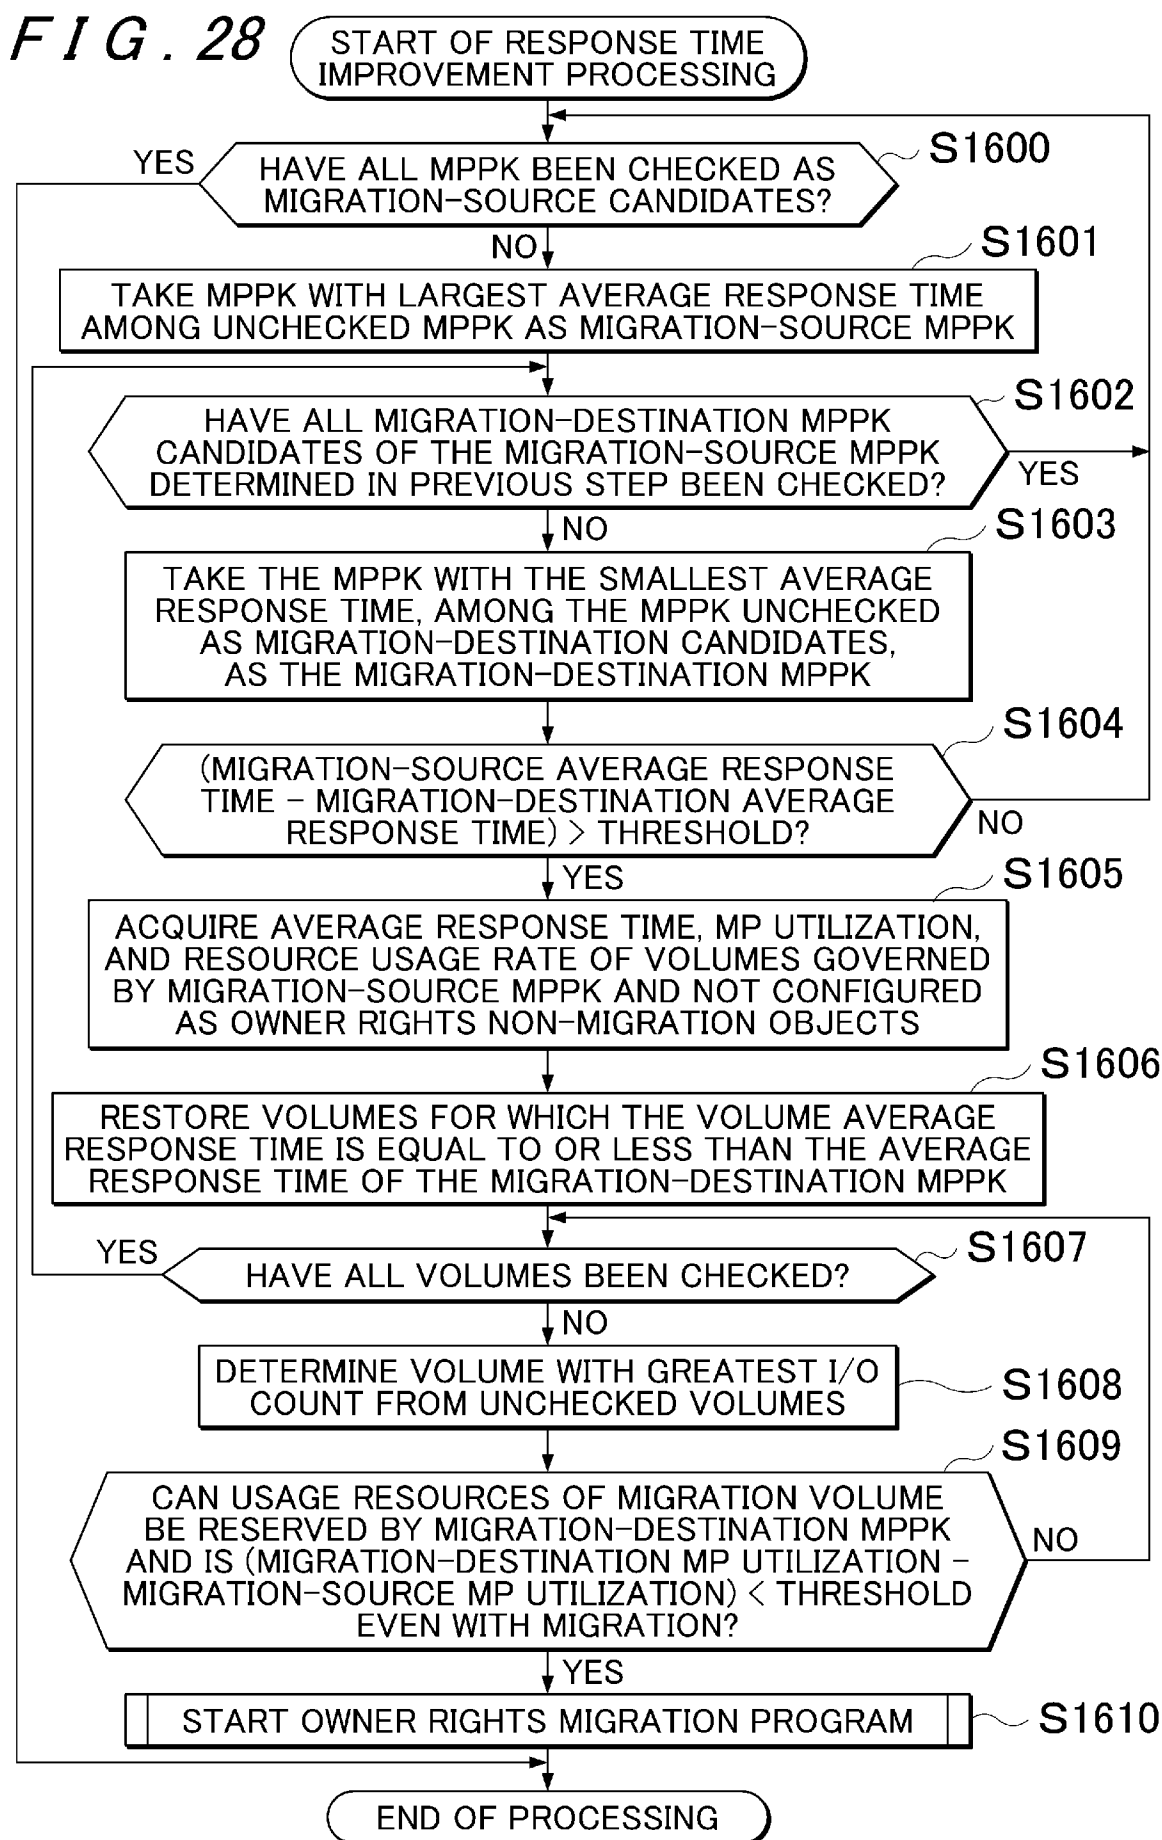 FIG. 28
START OF RESPONSE TIME
IMPROVEMENT PROCESSING
YES
HAVE ALL MPPK BEEN CHECKED AS
MIGRATION-SOURCE CANDIDATES?
S1600
NO
S1601
TAKE MPPK WITH LARGEST AVERAGE RESPONSE TIME
AMONG UNCHECKED MPPK AS MIGRATION-SOURCE MPPK
S1602
HAVE ALL MIGRATION-DESTINATION MPPK
CANDIDATES OF THE MIGRATION-SOURCE MPPK
DETERMINED IN PREVIOUS STEP BEEN CHECKED?
YES
NO
S1603
TAKE THE MPPK WITH THE SMALLEST AVERAGE
RESPONSE TIME, AMONG THE MPPK UNCHECKED
AS MIGRATION-DESTINATION CANDIDATES,
AS THE MIGRATION-DESTINATION MPPK
S1604
(MIGRATION-SOURCE AVERAGE RESPONSE
TIME - MIGRATION-DESTINATION AVERAGE
RESPONSE TIME) > THRESHOLD?
NO
YES
S1605
ACQUIRE AVERAGE RESPONSE TIME, MP UTILIZATION,
AND RESOURCE USAGE RATE OF VOLUMES GOVERNED
BY MIGRATION-SOURCE MPPK AND NOT CONFIGURED
AS OWNER RIGHTS NON-MIGRATION OBJECTS
S1606
RESTORE VOLUMES FOR WHICH THE VOLUME AVERAGE
RESPONSE TIME IS EQUAL TO OR LESS THAN THE AVERAGE
RESPONSE TIME OF THE MIGRATION-DESTINATION MPPK
YES
S1607
HAVE ALL VOLUMES BEEN CHECKED?
NO
DETERMINE VOLUME WITH GREATEST I/O
COUNT FROM UNCHECKED VOLUMES
S1608
S1609
CAN USAGE RESOURCES OF MIGRATION VOLUME
BE RESERVED BY MIGRATION-DESTINATION MPPK
AND IS (MIGRATION-DESTINATION MP UTILIZATION -
MIGRATION-SOURCE MP UTILIZATION) < THRESHOLD
EVEN WITH MIGRATION?
NO
YES
START OWNER RIGHTS MIGRATION PROGRAM
S1610
END OF PROCESSING